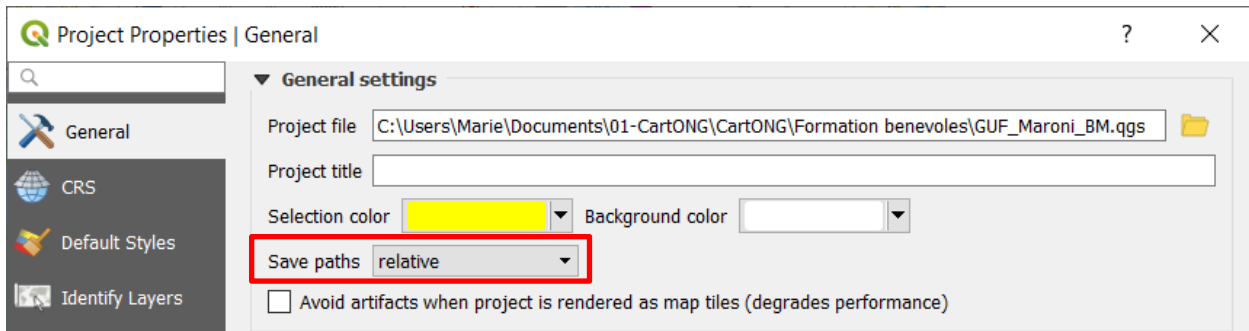 Project Properties | General
?
General settings
General
Project file C:\Users\Marie\Documents\01-CartONG\CartONG\Formation benevoles\GUF_Maroni_BM.qgs
Project title
CRS
Selection color Background color
Default Styles
Save paths relative
Identify Layers
Avoid artifacts when project is rendered as map tiles (degrades performance)